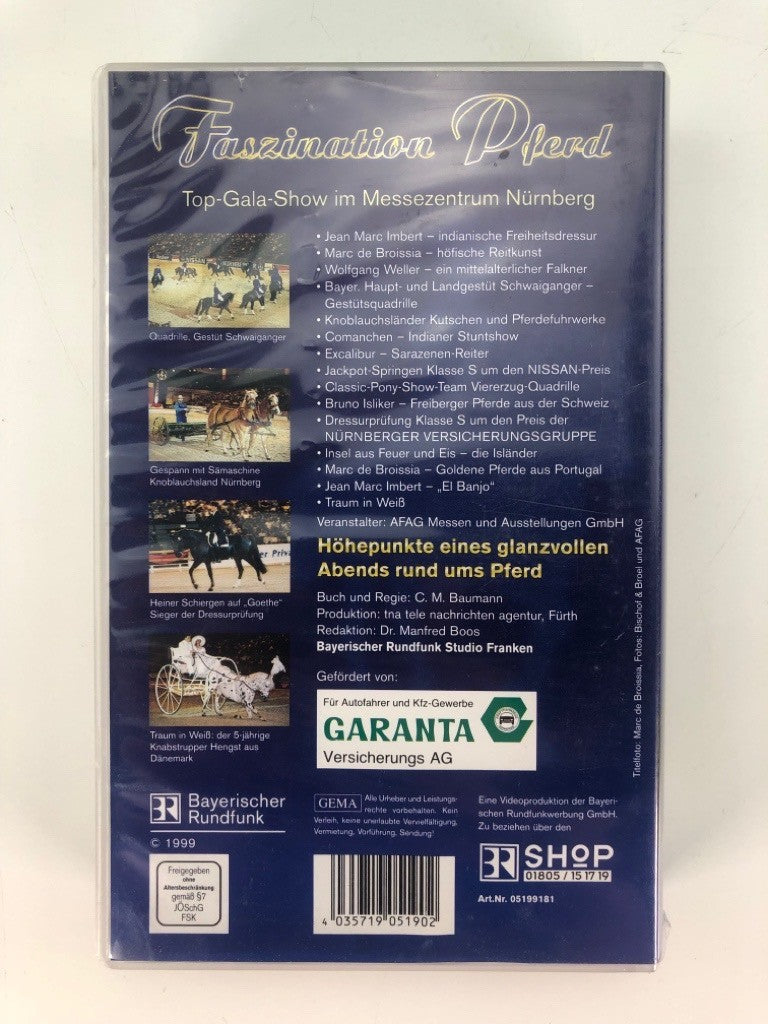 Faszination Pferd
Top-Gala-Show im Messezentrum Nürnberg
• Jean Marc Imbert – indianische Freiheitsdressur
• Marc de Broissia – höfische Reitkunst
• Wolfgang Weller – ein mittelalterlicher Falkner
• Bayer. Haupt- und Landgestüt Schwaiganger –
Gestütsquadrille
• Knoblauchsländer Kutschen und Pferdefuhrwerke
• Comanchen – Indianer Stuntshow
• Excalibur – Sarazenen-Reiter
• Jackpot-Springen Klasse S um den NISSAN-Preis
• Classic-Pony-Show-Team Viererzug-Quadrille
• Bruno Isliker – Freiberger Pferde aus der Schweiz
• Dressurprüfung Klasse S um den Preis der
NÜRNBERGER VERSICHERUNGSGRUPPE
• Insel aus Feuer und Eis – die Isländer
• Marc de Broissia – Goldene Pferde aus Portugal
• Jean Marc Imbert – „El Banjo“
• Traum in Weiß
Veranstalter: AFAG Messen und Ausstellungen GmbH
Höhepunkte eines glanzvollen
Abends rund ums Pferd
Buch und Regie: C. M. Baumann
Produktion: tna tele nachrichten agentur, Fürth
Redaktion: Dr. Manfred Boos
Bayerischer Rundfunk Studio Franken
Gefördert von:
Für Autofahrer und Kfz-Gewerbe
GARANTA
Versicherungs AG
Quadrille, Gestüt Schwaiganger
Gespann mit Sämaschine
Knoblauchsland Nürnberg
Heiner Schiergen auf „Goethe“
Sieger der Dressurprüfung
Traum in Weiß: der 5-jährige
Knabstrupper Hengst aus
Dänemark
Titelfoto: Marc de Broissia, Fotos: Bischof & Broel und AFAG
BR Bayerischer
Rundfunk
© 1999
Freigegeben
ohne
Altersbeschränkung
gemäß §7
JÖSchG
FSK
GEMA
Alle Urheber und Leistungs-
rechte vorbehalten. Kein
Verleih, keine unerlaubte Vervielfältigung,
Vermietung, Vorführung, Sendung!
4 035719 051902
Eine Videoproduktion der Bayeri-
schen Rundfunkwerbung GmbH.
Zu beziehen über den
BR SHOP
01805 / 15 17 19
Art.Nr. 05199181